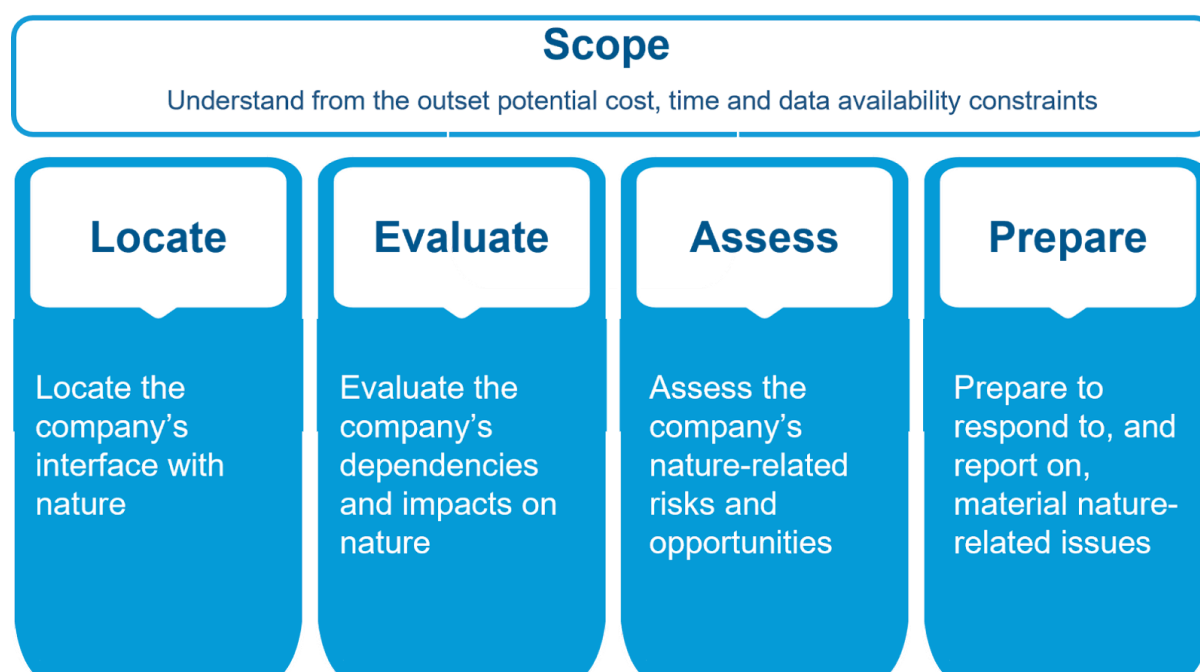 Scope
Understand from the outset potential cost, time and data availability constraints
Locate
Locate the
company’s
interface with
nature
Evaluate
Evaluate the
company’s
dependencies
and impacts on
nature
Assess
Assess the
company’s
nature-related
risks and
opportunities
Prepare
Prepare to
respond to, and
report on,
material nature-
related issues